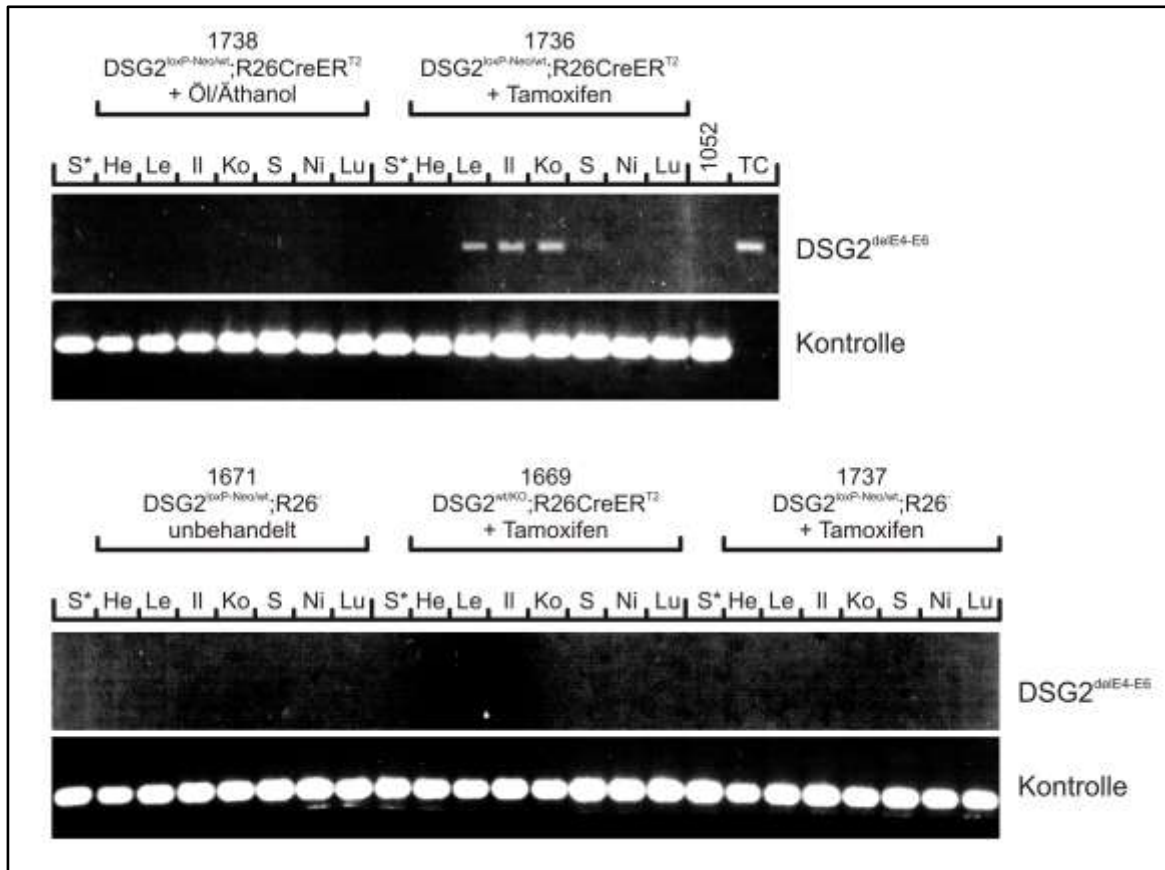 1738 1736
DSG2loxP-Neo/wt;R26CreERT2 DSG2loxP-Neo/wt;R26CreERT2
+ Öl/Äthanol + Tamoxifen
S* He Le Il Ko S Ni Lu S* He Le Il Ko S Ni Lu 1052 TC
DSG2delE4-E6
Kontrolle
1671 1669 1737
DSG2loxP-Neo/wt;R26- DSG2wt/KO;R26CreERT2 DSG2loxP-Neo/wt;R26-
unbehandelt + Tamoxifen + Tamoxifen
S* He Le Il Ko S Ni Lu S* He Le Il Ko S Ni Lu S* He Le Il Ko S Ni Lu
DSG2delE4-E6
Kontrolle